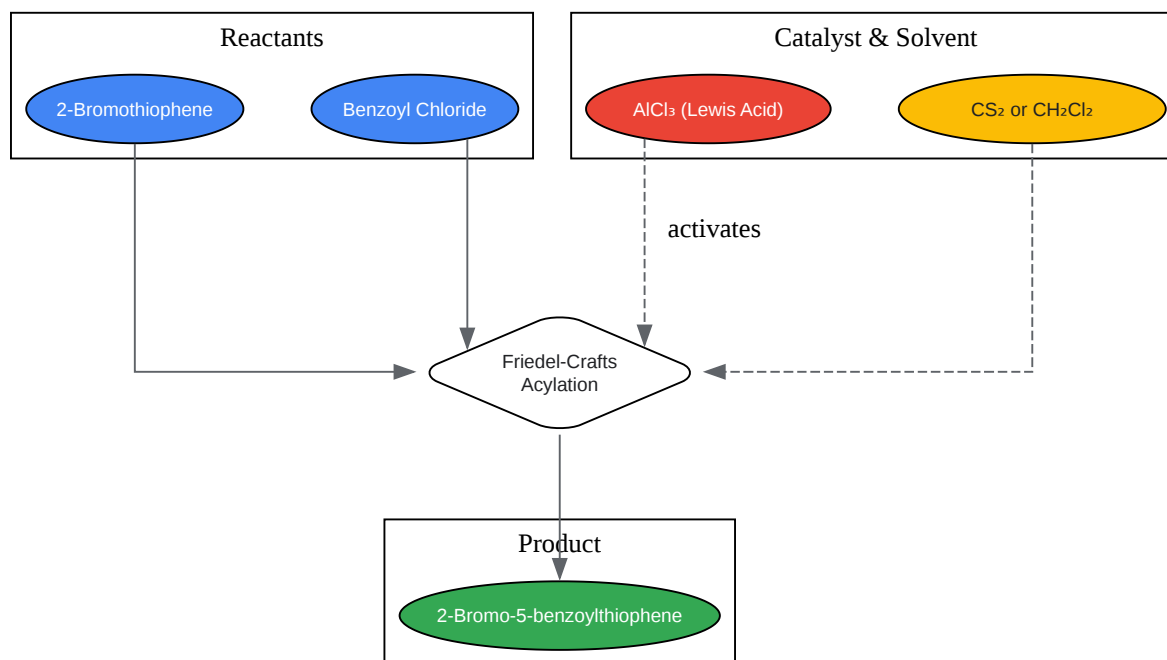 Reactants
2-Bromothiophene
Benzoyl Chloride
Catalyst & Solvent
AlCl₃ (Lewis Acid)
CS₂ or CH₂Cl₂
activates
Friedel-Crafts
Acylation
Product
2-Bromo-5-benzoylthiophene